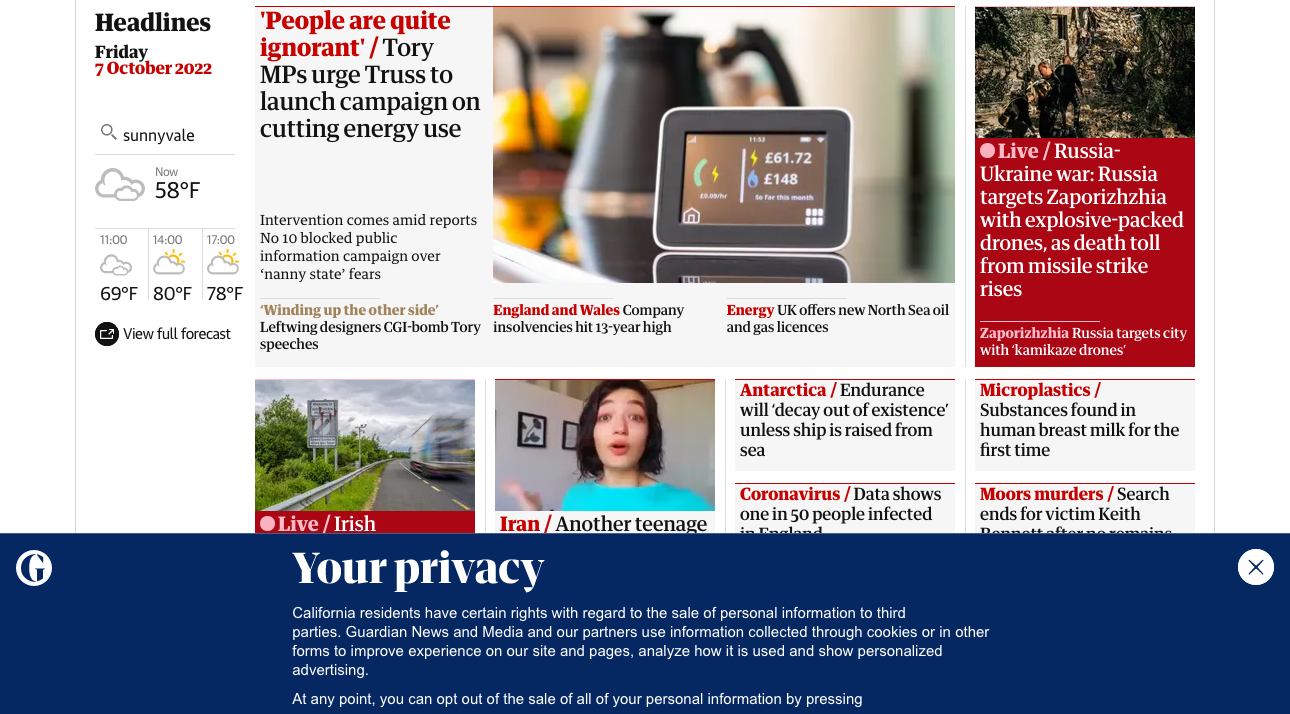 Headlines
Friday
7 October 2022
sunnyvale
Now
58°F
11:00
14:00
17:00
69°F
80°F
78°F
View full forecast
'People are quite
ignorant' / Tory
MPs urge Truss to
launch campaign on
cutting energy use
Intervention comes amid reports
No 10 blocked public
information campaign over
‘nanny state’ fears
11:53
£61.72
£148
£0.09/hr
So far this month
‘Winding up the other side’
Leftwing designers CGI-bomb Tory
speeches
England and Wales Company
insolvencies hit 13-year high
Energy UK offers new North Sea oil
and gas licences
Live / Russia-
Ukraine war: Russia
targets Zaporizhzhia
with explosive-packed
drones, as death toll
from missile strike
rises
Zaporizhzhia Russia targets city
with ‘kamikaze drones’
Live / Irish
Iran / Another teenage
Antarctica / Endurance
will ‘decay out of existence’
unless ship is raised from
sea
Coronavirus / Data shows
one in 50 people infected
in England
Microplastics /
Substances found in
human breast milk for the
first time
Moors murders / Search
ends for victim Keith
Bennett after no remains
G
Your privacy
California residents have certain rights with regard to the sale of personal information to third
parties. Guardian News and Media and our partners use information collected through cookies or in other
forms to improve experience on our site and pages, analyze how it is used and show personalized
advertising.
At any point, you can opt out of the sale of all of your personal information by pressing